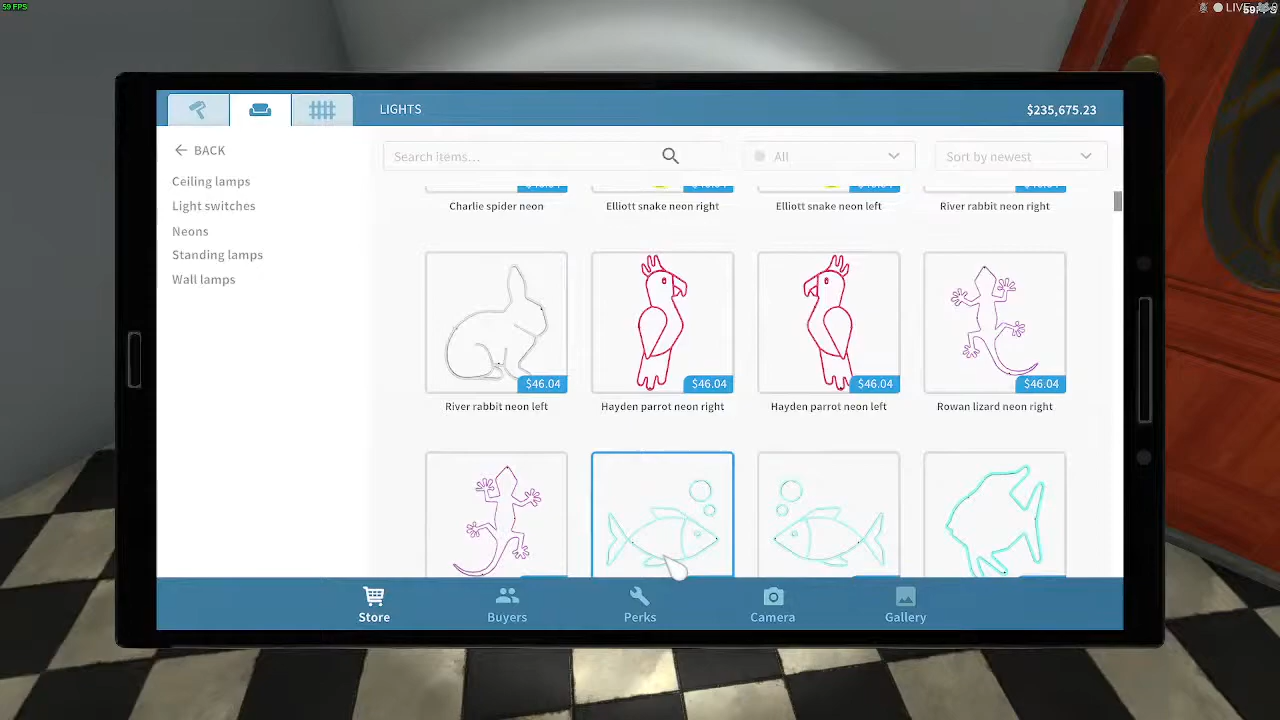 59 FPS
LIVE
LIGHTS
$235,675.23
BACK
Search items...
All
Sort by newest
Ceiling lamps
Light switches
Neons
Standing lamps
Wall lamps
Charlie spider neon
Elliott snake neon right
Elliott snake neon left
River rabbit neon right
$46.04
$46.04
$46.04
$46.04
River rabbit neon left
Hayden parrot neon right
Hayden parrot neon left
Rowan lizard neon right
Store
Buyers
Perks
Camera
Gallery